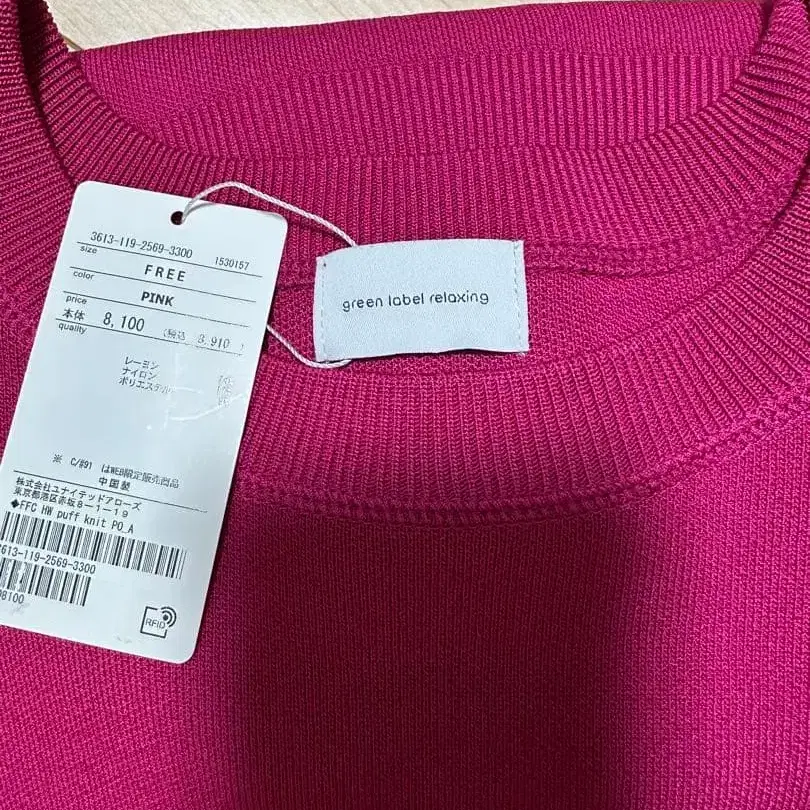 3613-119-2569-3300
1530157
size
FREE
color
PINK
price
本体 8,100 (税込
quality
レーヨン
ナイロン
ポリエステル
※ C/#91 はWEB限定販売商品
中国製
株式会社ユナイテッドアローズ
東京都港区赤坂8-1-19
◆FFC HW puff knit PO_A
3613-119-2569-3300
RFID
green label relaxing